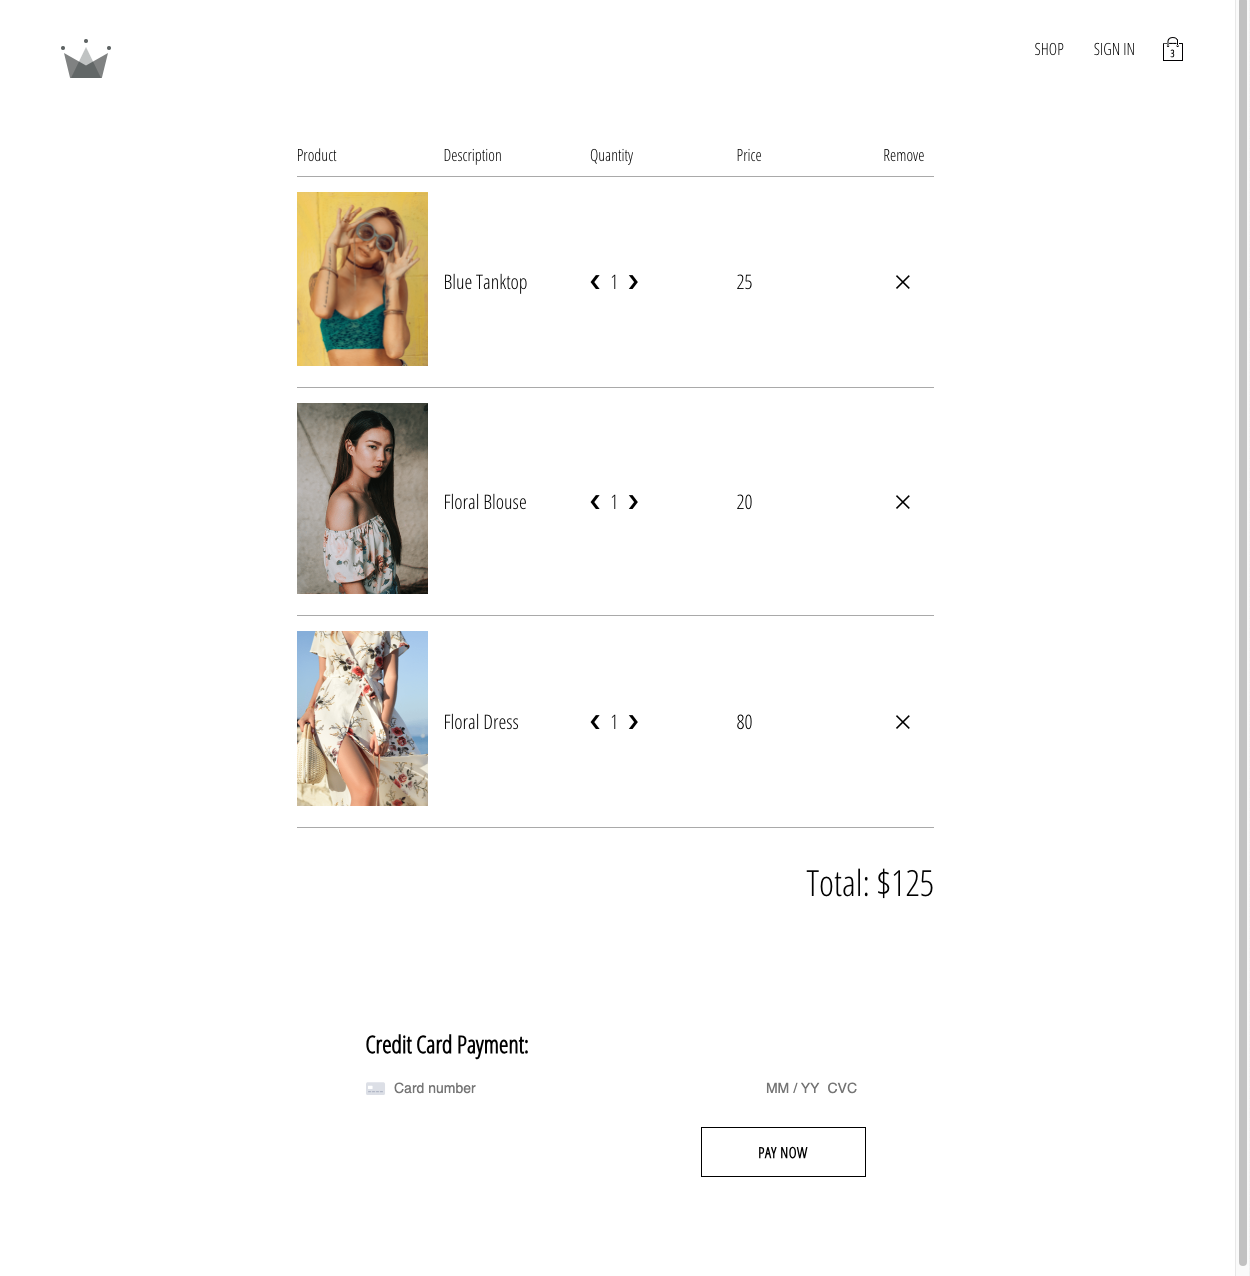 SHOP SIGN IN 3
Product Description Quantity Price Remove
Blue Tanktop ❮ 1 ❯ 25 ✕
Floral Blouse ❮ 1 ❯ 20 ✕
Floral Dress ❮ 1 ❯ 80 ✕
Total: $125
Credit Card Payment:
Card number MM / YY CVC
PAY NOW